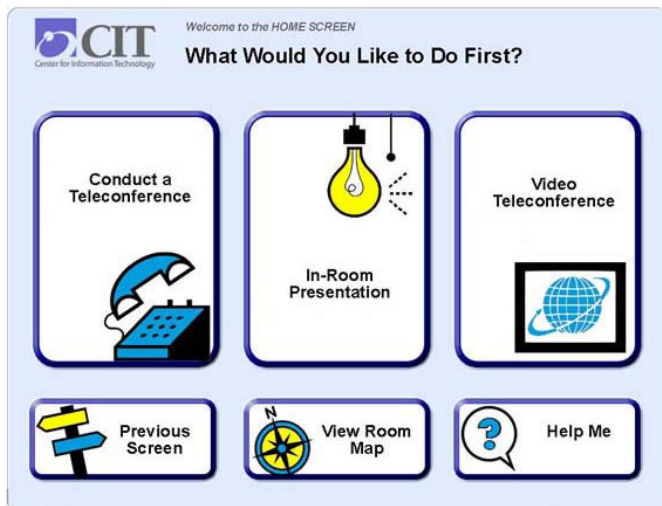 Welcome to the HOME SCREEN
CIT
Center for Information Technology
What Would You Like to Do First?
Conduct a
Teleconference
In-Room
Presentation
Video
Teleconference
Previous
Screen
N
View Room
Map
?
Help Me